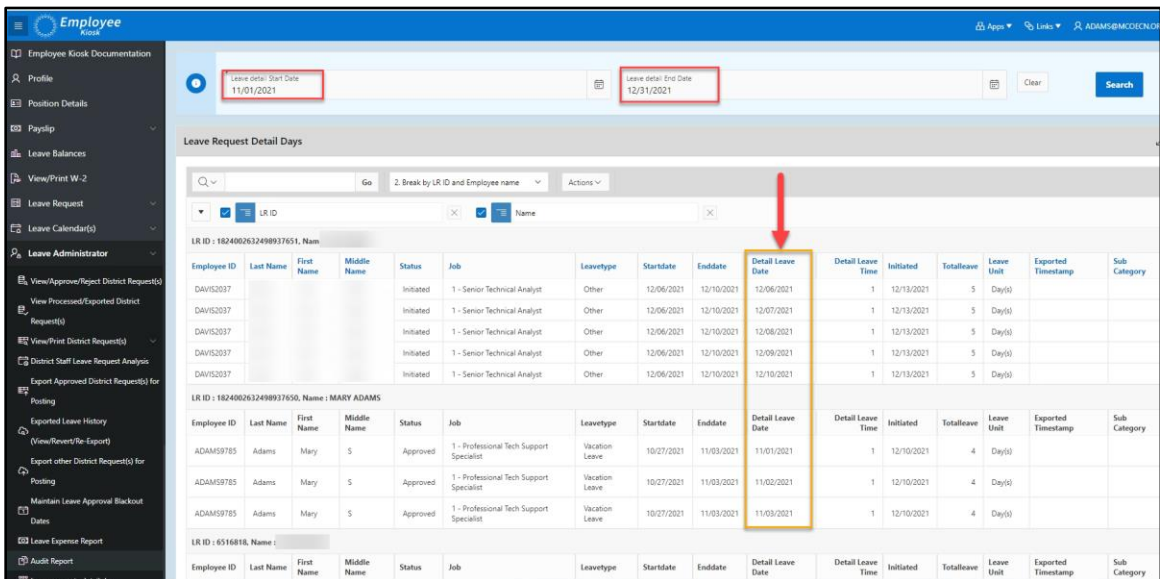 Employee
Kiosk
Apps
Links
ADAMS@MCOECN.OR
Employee Kiosk Documentation
Profile
Position Details
Payslip
Leave Balances
View/Print W-2
Leave Request
Leave Calendar(s)
Leave Administrator
View/Approve/Reject District Request(s)
View Processed/Exported District
Request(s)
View/Print District Request(s)
District Staff Leave Request Analysis
Export Approved District Request(s) for
Posting
Exported Leave History
(View/Revert/Re-Export)
Export other District Request(s) for
Posting
Maintain Leave Approval Blackout
Dates
Leave Expense Report
Audit Report
Leave detail Start Date
11/01/2021
Leave detail End Date
12/31/2021
Clear
Search
Leave Request Detail Days
Go
2. Break by LR ID and Employee name
Actions
LR ID
Name
LR ID : 1824002632498937651, Nam
Employee ID Last Name First Name Middle Name Status Job Leavetype Startdate Enddate Detail Leave Date Detail Leave Time Initiated Totalleave Leave Unit Exported Timestamp Sub Category
DAVIS2037 Initiated 1 - Senior Technical Analyst Other 12/06/2021 12/10/2021 12/06/2021 1 12/13/2021 5 Day(s)
DAVIS2037 Initiated 1 - Senior Technical Analyst Other 12/06/2021 12/10/2021 12/07/2021 1 12/13/2021 5 Day(s)
DAVIS2037 Initiated 1 - Senior Technical Analyst Other 12/06/2021 12/10/2021 12/08/2021 1 12/13/2021 5 Day(s)
DAVIS2037 Initiated 1 - Senior Technical Analyst Other 12/06/2021 12/10/2021 12/09/2021 1 12/13/2021 5 Day(s)
DAVIS2037 Initiated 1 - Senior Technical Analyst Other 12/06/2021 12/10/2021 12/10/2021 1 12/13/2021 5 Day(s)
LR ID : 1824002632498937650, Name : MARY ADAMS
Employee ID Last Name First Name Middle Name Status Job Leavetype Startdate Enddate Detail Leave Date Detail Leave Time Initiated Totalleave Leave Unit Exported Timestamp Sub Category
ADAMS9785 Adams Mary S Approved 1 - Professional Tech Support Specialist Vacation Leave 10/27/2021 11/03/2021 11/01/2021 1 12/10/2021 4 Day(s)
ADAMS9785 Adams Mary S Approved 1 - Professional Tech Support Specialist Vacation Leave 10/27/2021 11/03/2021 11/02/2021 1 12/10/2021 4 Day(s)
ADAMS9785 Adams Mary S Approved 1 - Professional Tech Support Specialist Vacation Leave 10/27/2021 11/03/2021 11/03/2021 1 12/10/2021 4 Day(s)
LR ID : 6516818, Name :
Employee ID Last Name First Name Middle Name Status Job Leavetype Startdate Enddate Detail Leave Date Detail Leave Time Initiated Totalleave Leave Unit Exported Timestamp Sub Category